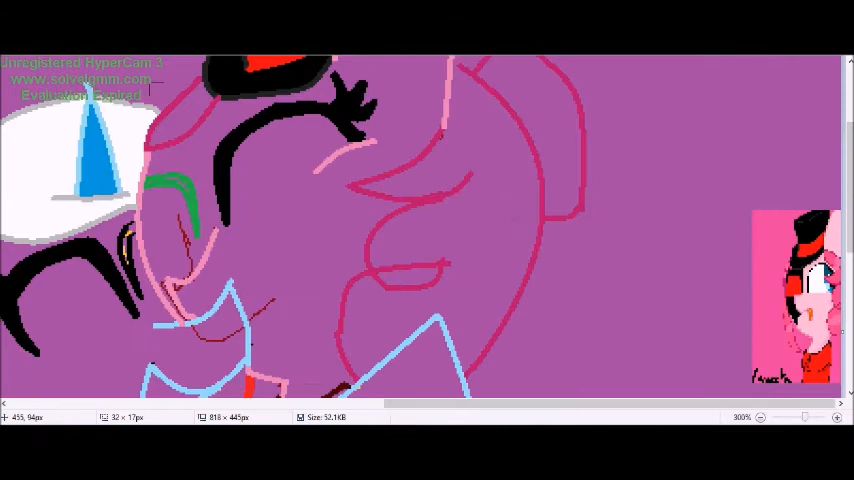 Unregistered HyperCam 3
www.solveigmm.com
Evaluation Expired
455, 94px
32 × 17px
818 × 445px
Size: 52.1KB
300%